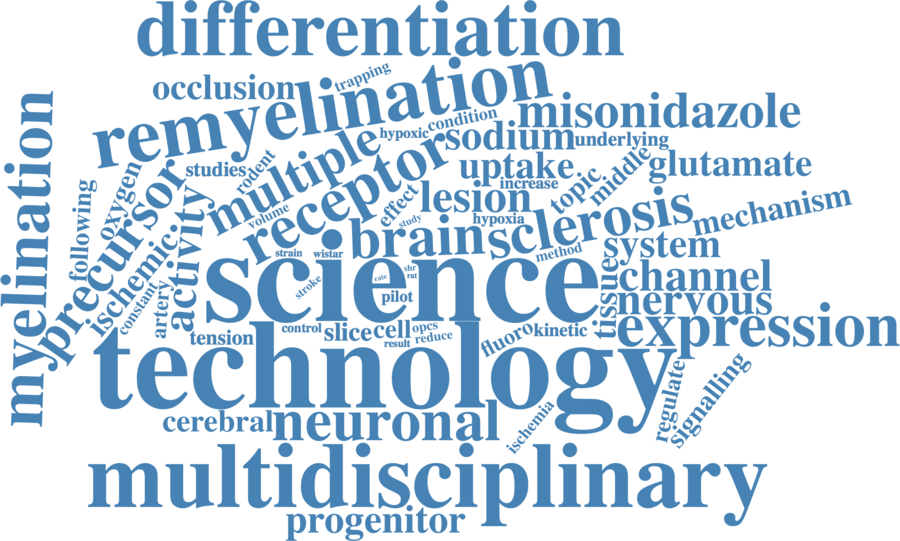 differentiation
trapping
occlusion
remyelination
misonidazole
condition
hypoxic
sodium
underlying
multiple
studies
rodent
myelination
oxygen
following
precursor
receptor
uptake
increase
topic
middle
glutamate
lesion
effect
study
hypoxia
volume
activity
ischemic
constant
artery
brain
sclerosis
mechanism
method
system
strain
wistar
science
stroke
rate
shr
rat
pilot
tissue
channel
nervous
expression
tension
control
slice
cell
opcs
result
reduce
fluoro
kinetic
technology
regulate
signalling
cerebral
neuronal
ischemia
multidisciplinary
progenitor